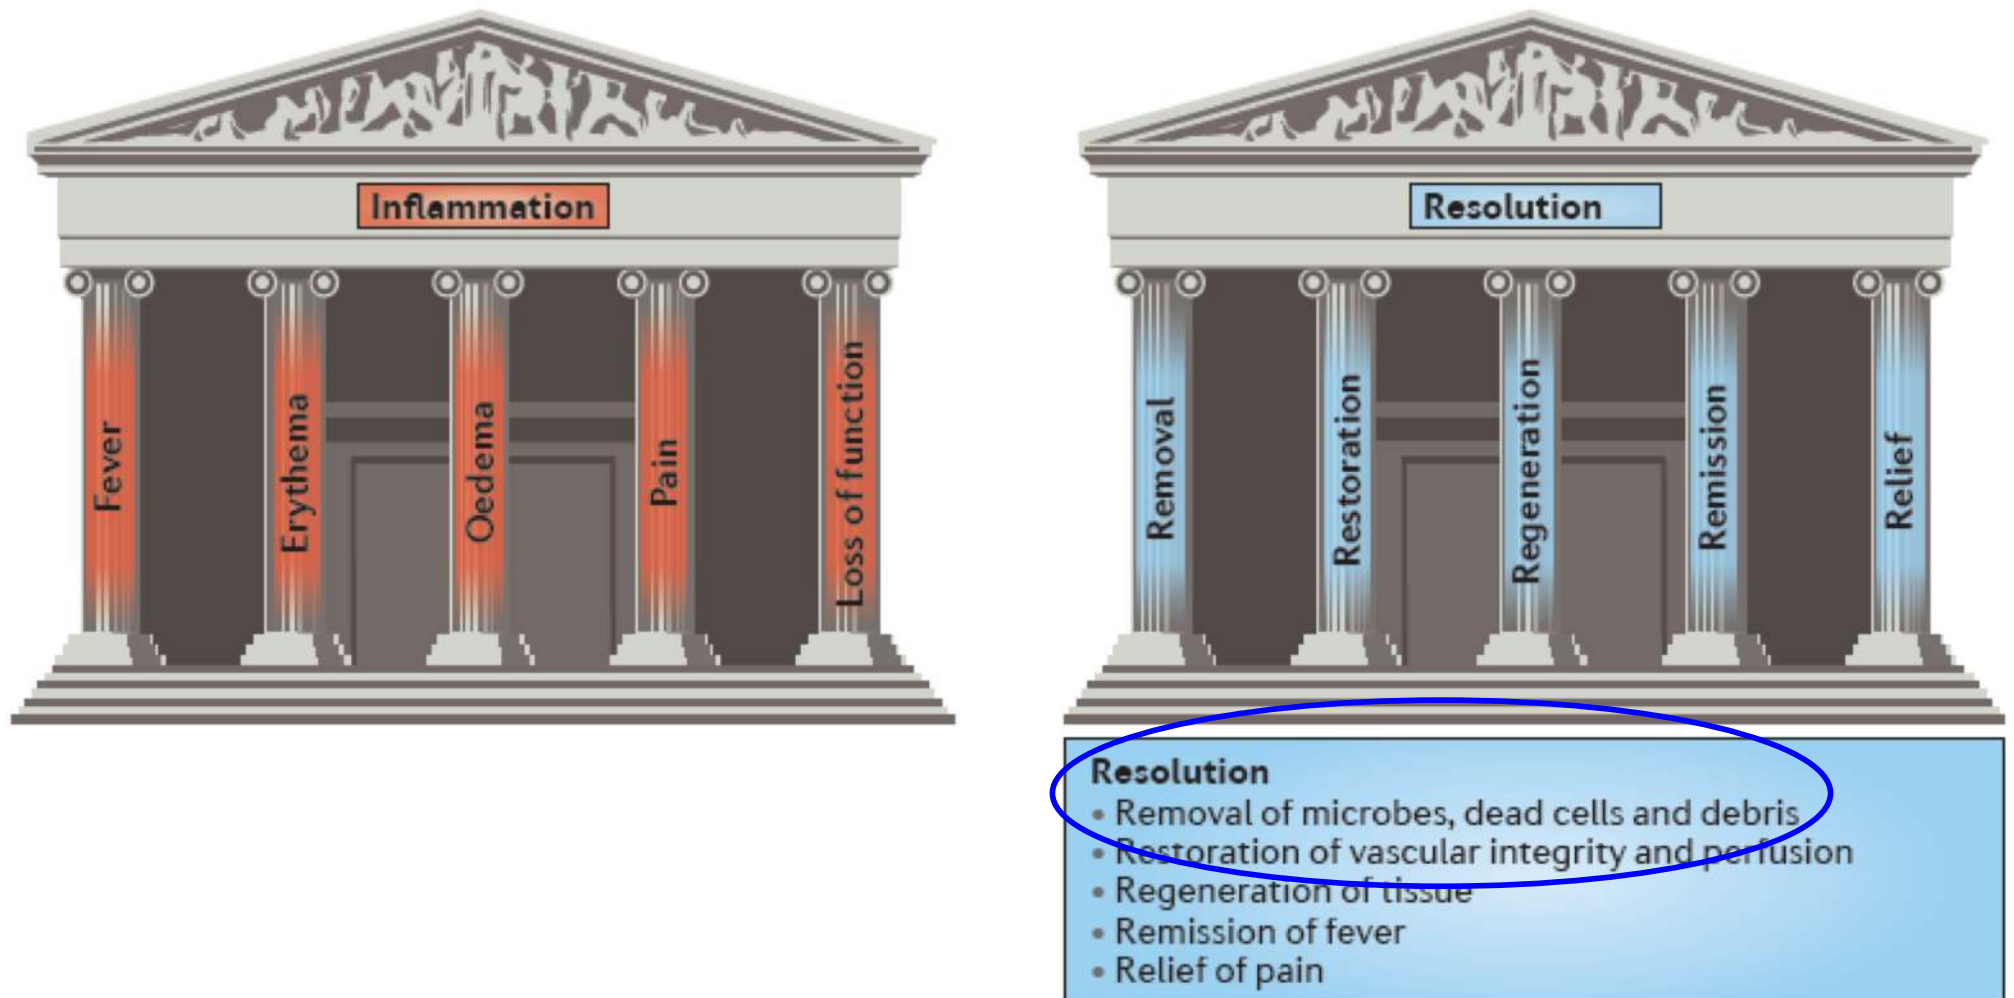 Inflammation
Fever
Erythema
Oedema
Pain
Loss of function
Resolution
Removal
Restoration
Regeneration
Remission
Relief
Resolution
• Removal of microbes, dead cells and debris
• Restoration of vascular integrity and perfusion
• Regeneration of tissue
• Remission of fever
• Relief of pain